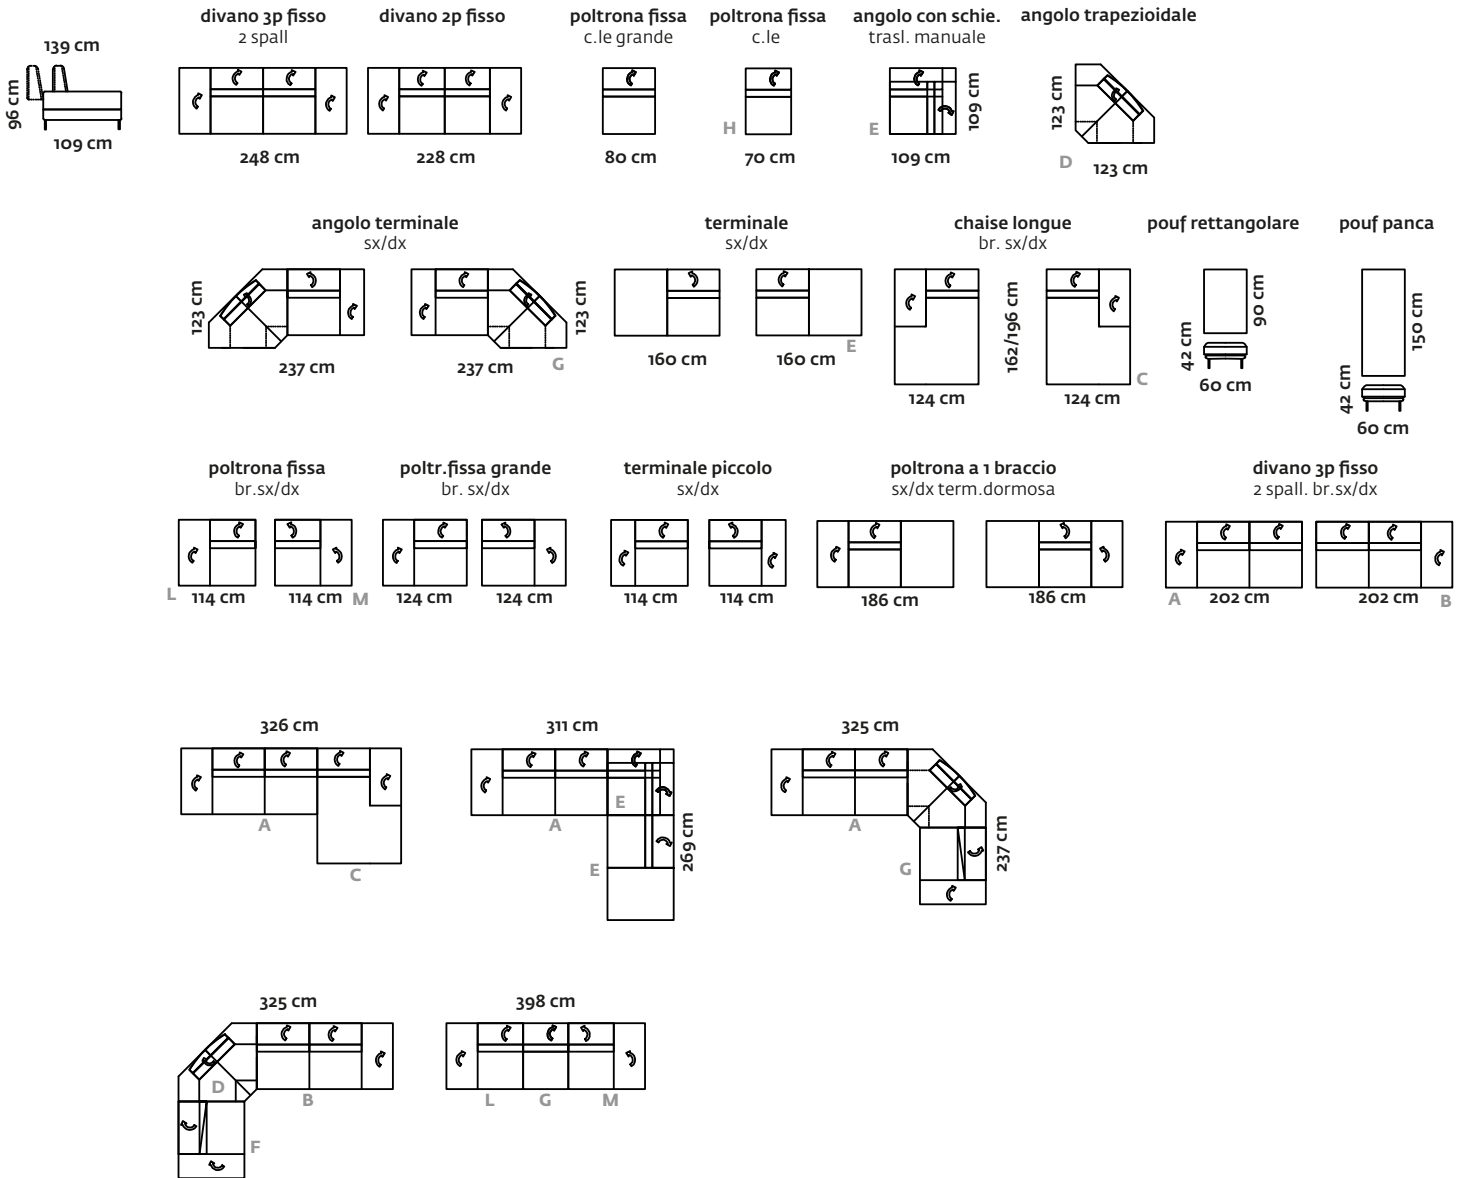 139 cm
96 cm
109 cm
divano 3p fisso
2 spall
248 cm
divano 2p fisso
228 cm
poltrona fissa
c.le grande
80 cm
poltrona fissa
c.le
H
70 cm
angolo con schie.
trasl. manuale
E
109 cm
109 cm
angolo trapezioidale
123 cm
D
123 cm
angolo terminale
sx/dx
123 cm
237 cm
123 cm
237 cm
G
terminale
sx/dx
160 cm
160 cm
E
chaise longue
br. sx/dx
162/196 cm
124 cm
124 cm
C
pouf rettangolare
90 cm
42 cm
60 cm
pouf panca
150 cm
42 cm
60 cm
poltrona fissa
br.sx/dx
L
114 cm
114 cm
M
poltr.fissa grande
br. sx/dx
124 cm
124 cm
terminale piccolo
sx/dx
114 cm
114 cm
poltrona a 1 braccio
sx/dx term.dormosa
186 cm
186 cm
divano 3p fisso
2 spall. br.sx/dx
A
202 cm
202 cm
B
326 cm
A
C
311 cm
E
A
E
269 cm
325 cm
A
G
237 cm
325 cm
D
B
F
398 cm
L
G
M